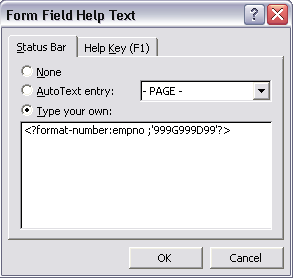 Form Field Help Text
?
Status Bar
Help Key (F1)
None
AutoText entry:
- PAGE -
Type your own:
<?format-number:empno ;'999G999D99'?>
OK
Cancel